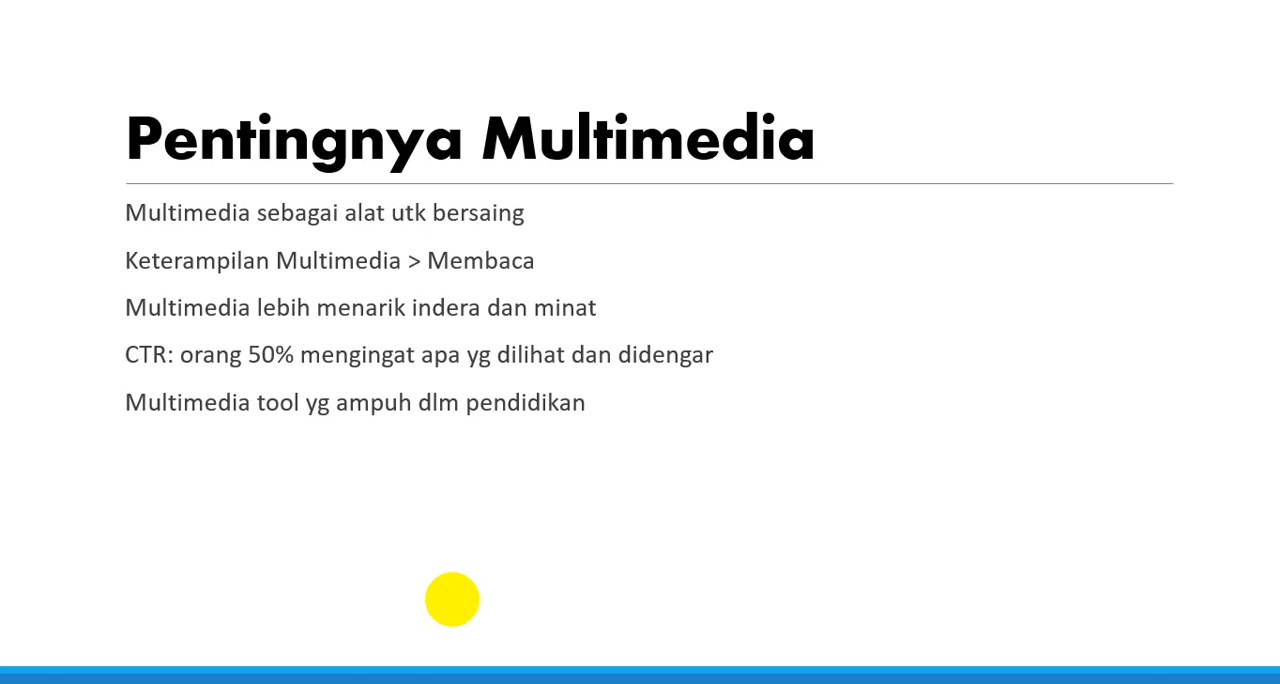 Pentingnya Multimedia
Multimedia sebagai alat utk bersaing
Keterampilan Multimedia > Membaca
Multimedia lebih menarik indera dan minat
CTR: orang 50% mengingat apa yg dilihat dan didengar
Multimedia tool yg ampuh dlm pendidikan